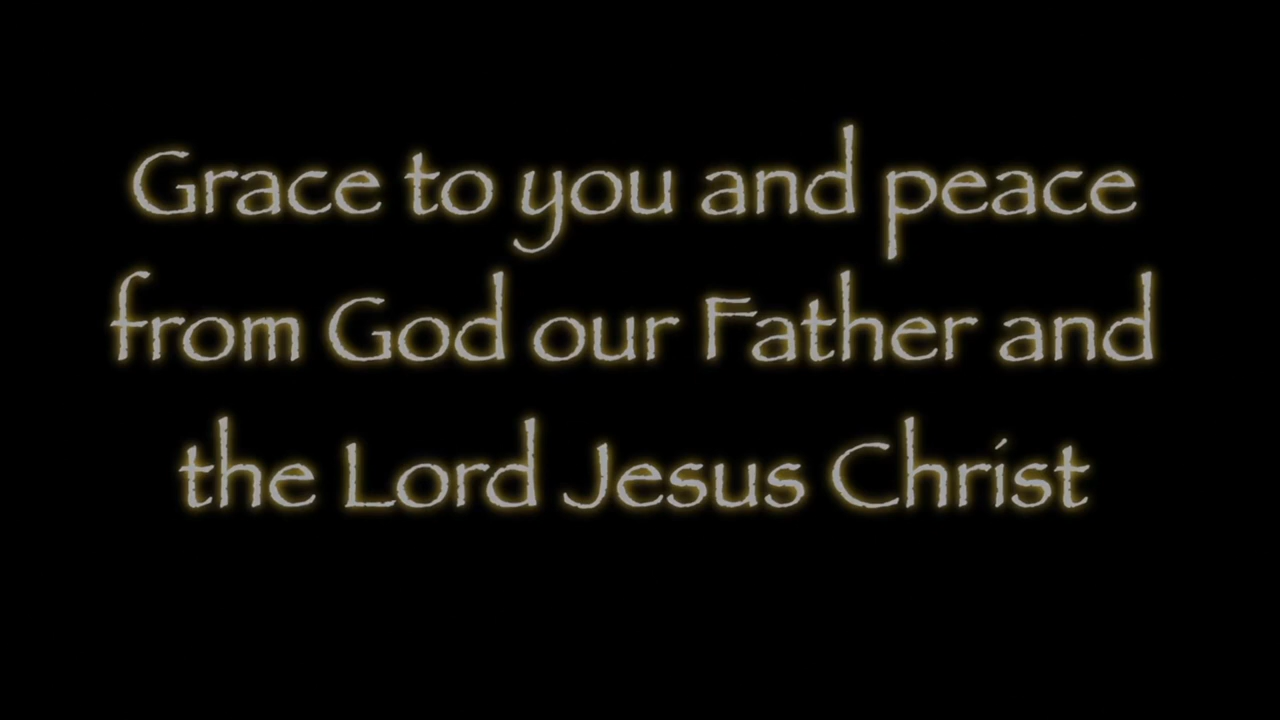 Grace to you and peace
from God our Father and
the Lord Jesus Christ